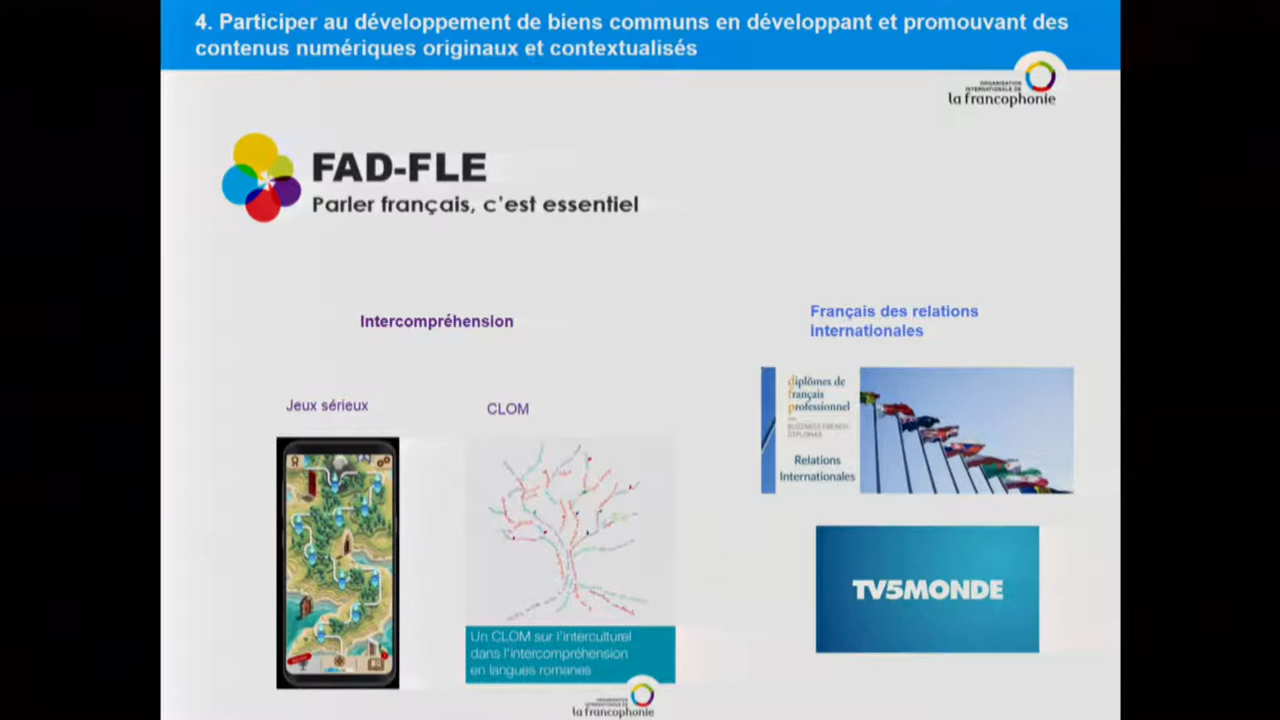 4. Participer au développement de biens communs en développant et promouvant des
contenus numériques originaux et contextualisés
ORGANISATION
INTERNATIONALE DE
la francophonie
FAD-FLE
Parler français, c'est essentiel
Intercompréhension
Français des relations
internationales
Jeux sérieux
CLOM
diplômes de
français
professionnel
BUSINESS FRENCH
DIPLOMAS
Relations
Internationales
TV5MONDE
Un CLOM sur l'interculturel
dans l'intercompréhension
en langues romanes
ORGANISATION
INTERNATIONALE DE
la francophonie